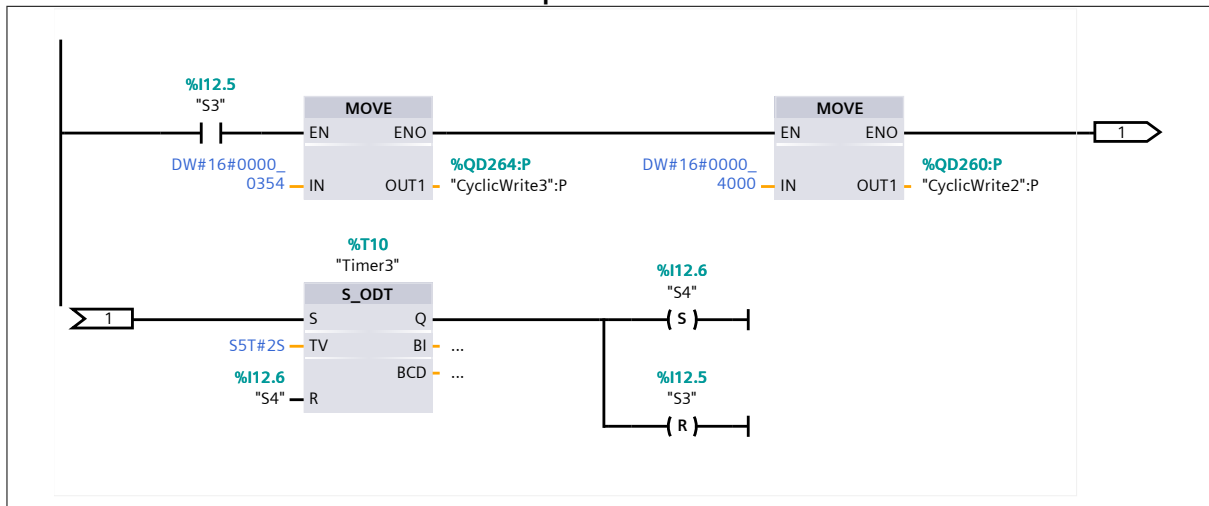 %I12.5
"S3"
MOVE
EN ENO
DW#16#0000_
0354 IN OUT1
%QD264:P
"CyclicWrite3":P
MOVE
EN ENO
DW#16#0000_
4000 IN OUT1
%QD260:P
"CyclicWrite2":P
1
%T10
"Timer3"
S_ODT
1
S Q
S5T#2S TV BI ...
BCD ...
%I12.6
"S4" R
%I12.6
"S4"
S
%I12.5
"S3"
R